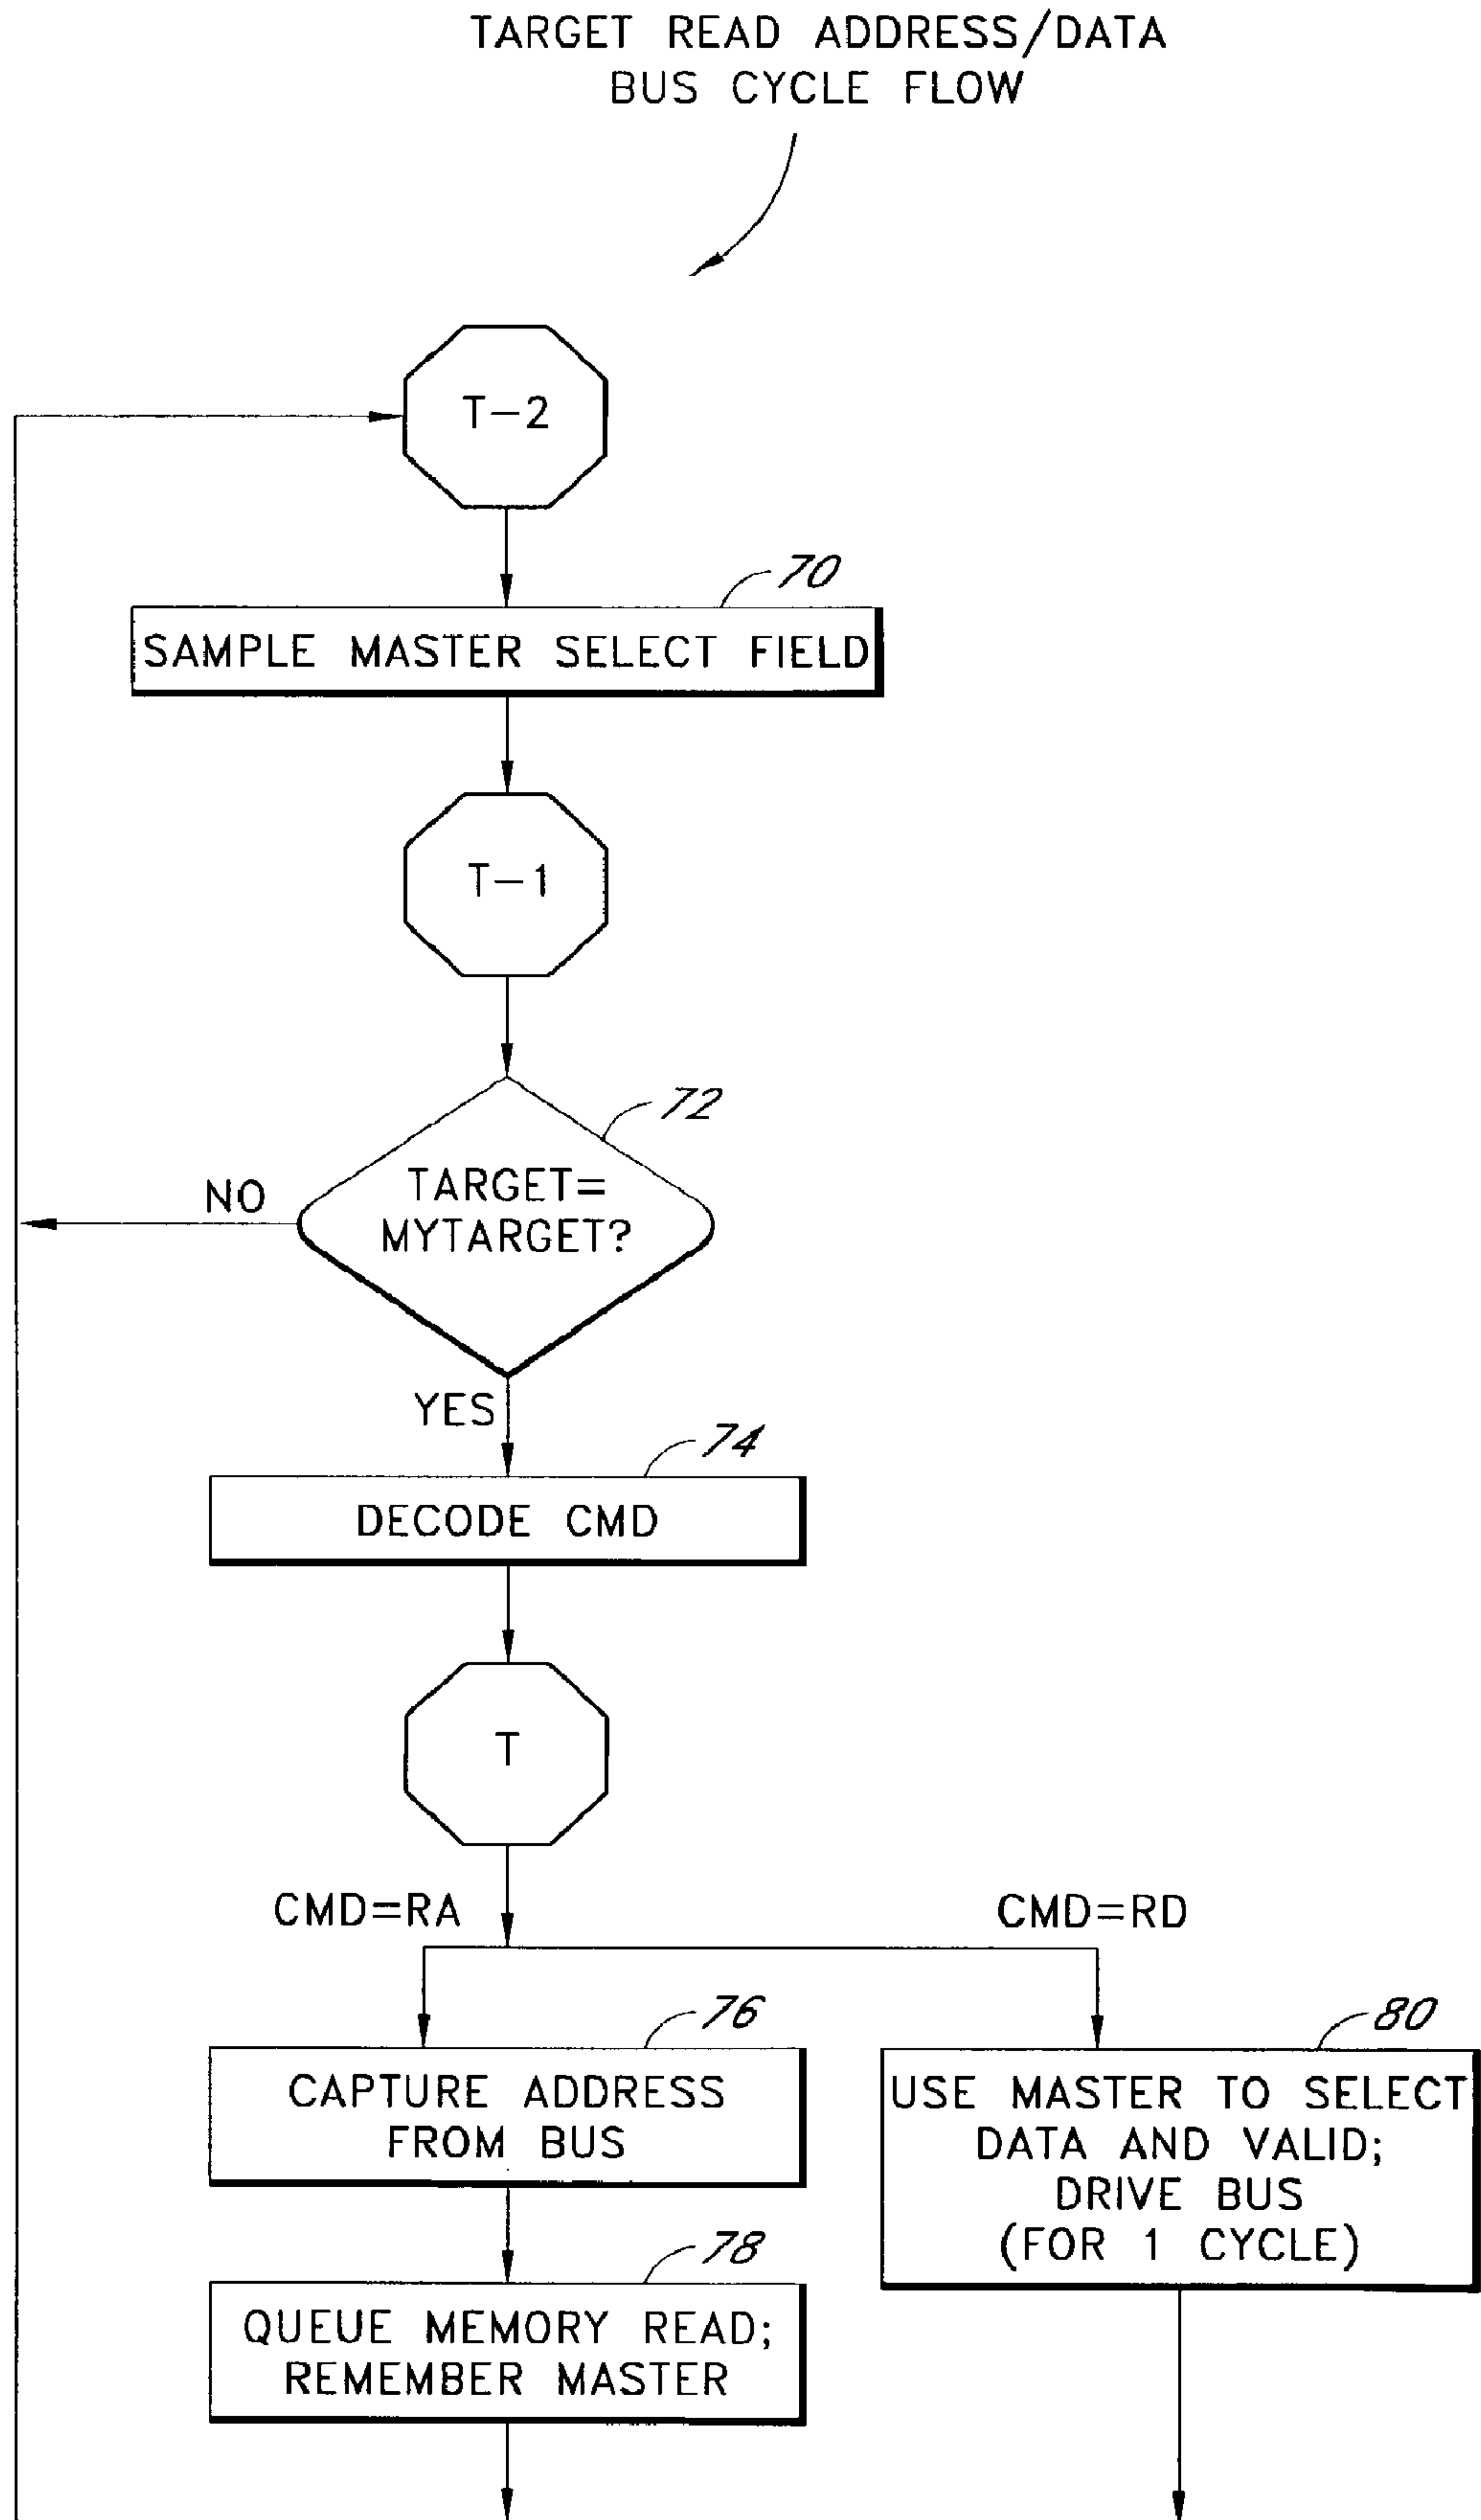 TARGET READ ADDRESS/DATA
BUS CYCLE FLOW
T-2
70
SAMPLE MASTER SELECT FIELD
T-1
72
TARGET=
MYTARGET?
NO
YES
74
DECODE CMD
T
CMD=RA
CMD=RD
76
CAPTURE ADDRESS
FROM BUS
80
USE MASTER TO SELECT
DATA AND VALID;
DRIVE BUS
(FOR 1 CYCLE)
78
QUEUE MEMORY READ;
REMEMBER MASTER